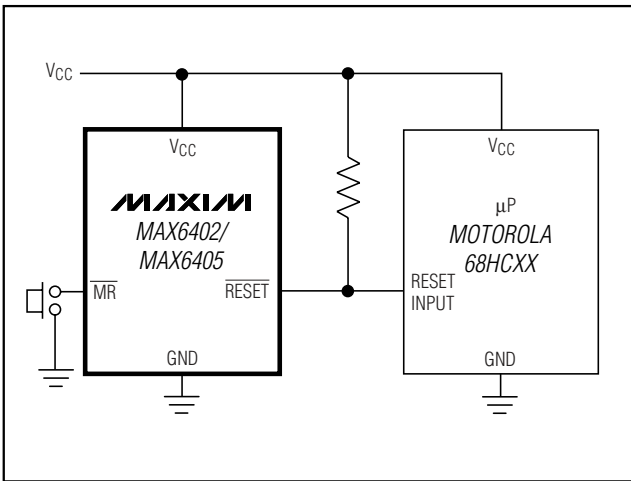 VCC
VCC
MAXIM
MAX6402/
MAX6405
MR
RESET
GND
VCC
µP
MOTOROLA
68HCXX
RESET
INPUT
GND